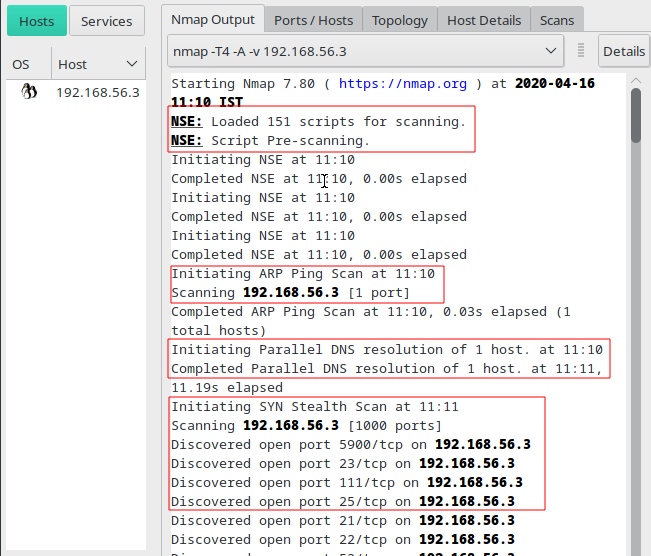 Hosts
Services
OS
Host
192.168.56.3
Nmap Output
Ports / Hosts
Topology
Host Details
Scans
nmap -T4 -A -v 192.168.56.3
Details
Starting Nmap 7.80 ( https://nmap.org ) at 2020-04-16
11:10 IST
NSE: Loaded 151 scripts for scanning.
NSE: Script Pre-scanning.
Initiating NSE at 11:10
Completed NSE at 11:10, 0.00s elapsed
Initiating NSE at 11:10
Completed NSE at 11:10, 0.00s elapsed
Initiating NSE at 11:10
Completed NSE at 11:10, 0.00s elapsed
Initiating ARP Ping Scan at 11:10
Scanning 192.168.56.3 [1 port]
Completed ARP Ping Scan at 11:10, 0.03s elapsed (1
total hosts)
Initiating Parallel DNS resolution of 1 host. at 11:10
Completed Parallel DNS resolution of 1 host. at 11:11,
11.19s elapsed
Initiating SYN Stealth Scan at 11:11
Scanning 192.168.56.3 [1000 ports]
Discovered open port 5900/tcp on 192.168.56.3
Discovered open port 23/tcp on 192.168.56.3
Discovered open port 111/tcp on 192.168.56.3
Discovered open port 25/tcp on 192.168.56.3
Discovered open port 21/tcp on 192.168.56.3
Discovered open port 22/tcp on 192.168.56.3